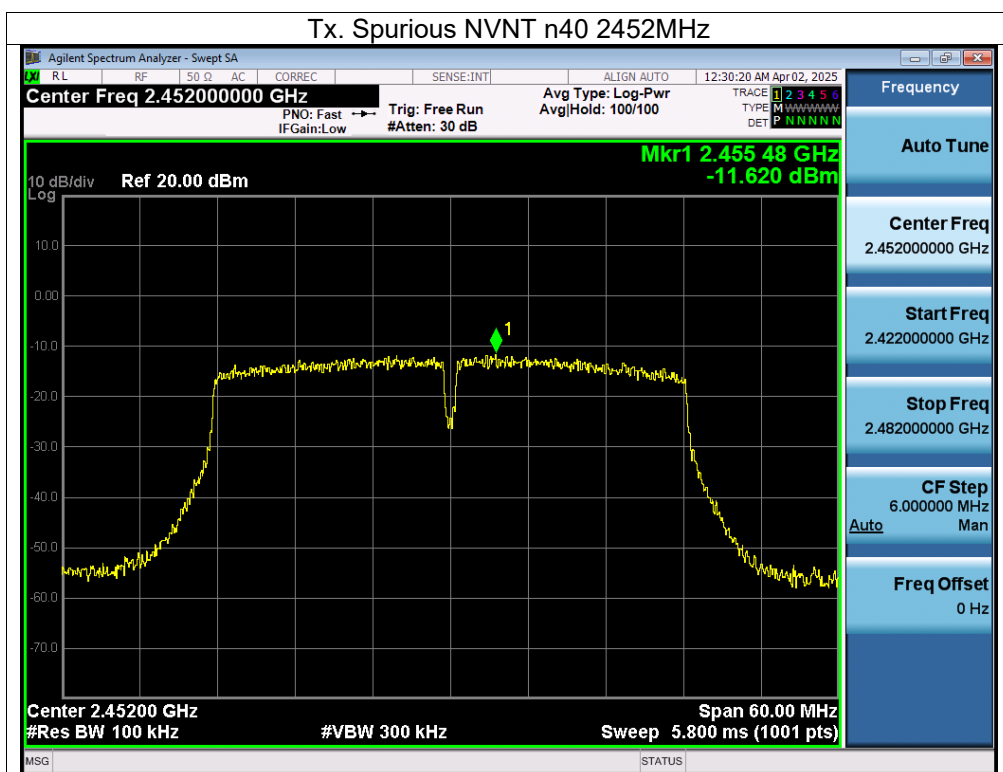 Tx. Spurious NVNT n40 2452MHz
Agilent Spectrum Analyzer - Swept SA
LXI RL RF 50 Ω AC CORREC SENSE:INT ALIGN AUTO 12:30:20 AM Apr 02, 2025
Center Freq 2.452000000 GHz
PNO: Fast
IFGain:Low
Trig: Free Run
#Atten: 30 dB
Avg Type: Log-Pwr
Avg|Hold: 100/100
TRACE 1 2 3 4 5 6
TYPE M WWWWW
DET P N N N N N
Mkr1 2.455 48 GHz
-11.620 dBm
10 dB/div Ref 20.00 dBm
Log
10.0
0.00
-10.0
-20.0
-30.0
-40.0
-50.0
-60.0
-70.0
1
Center 2.45200 GHz Span 60.00 MHz
#Res BW 100 kHz #VBW 300 kHz Sweep 5.800 ms (1001 pts)
MSG STATUS
Frequency
Auto Tune
Center Freq
2.452000000 GHz
Start Freq
2.422000000 GHz
Stop Freq
2.482000000 GHz
CF Step
6.000000 MHz
Auto Man
Freq Offset
0 Hz